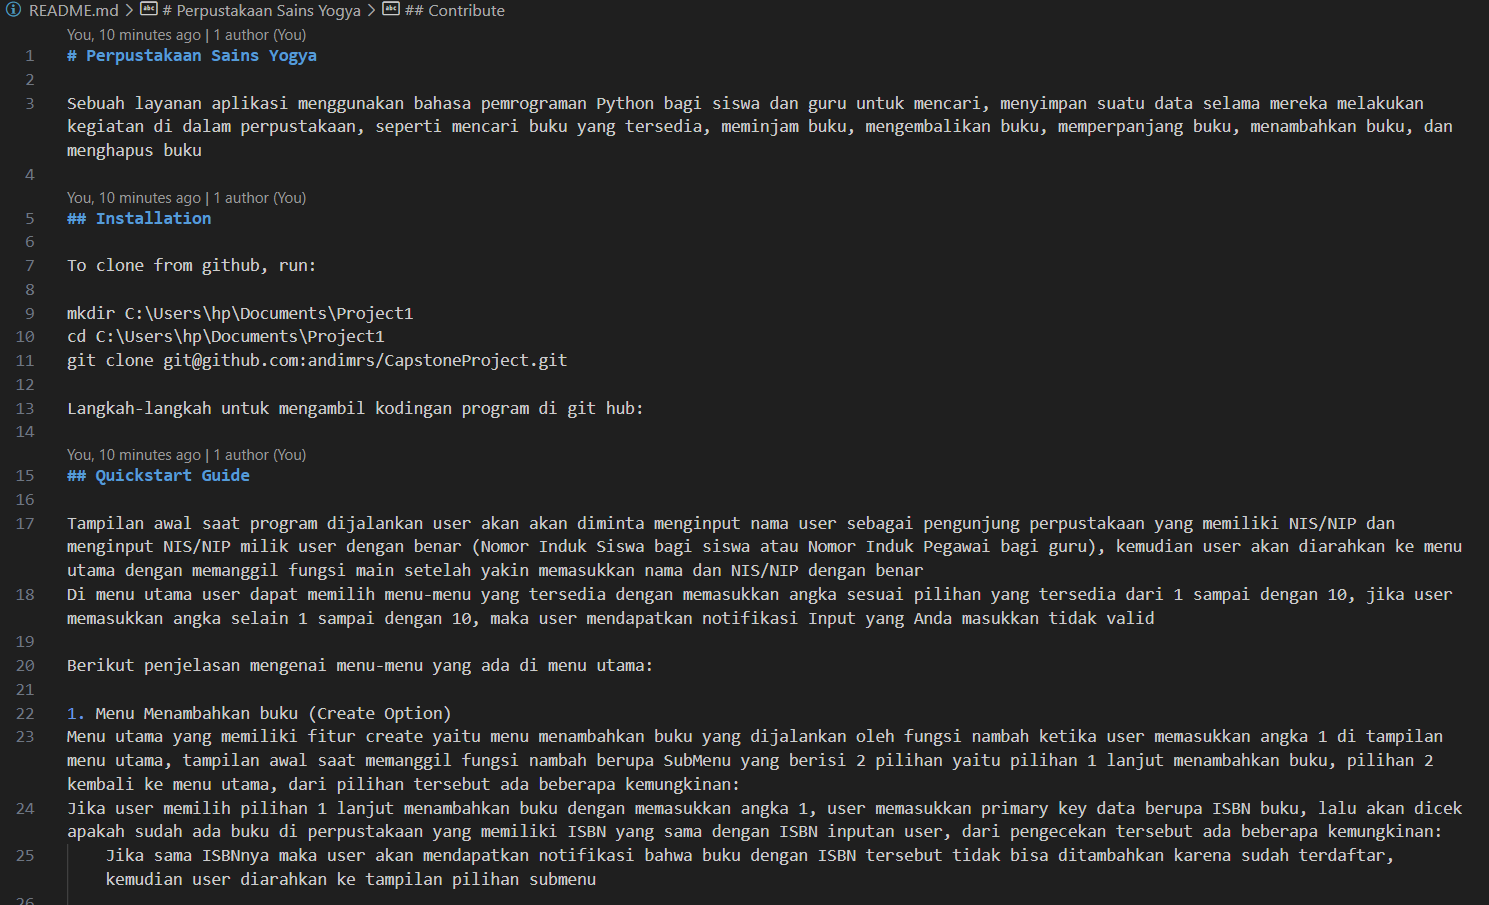 README.md > # Perpustakaan Sains Yogya > ## Contribute
You, 10 minutes ago | 1 author (You)
1 # Perpustakaan Sains Yogya
2
3 Sebuah layanan aplikasi menggunakan bahasa pemrograman Python bagi siswa dan guru untuk mencari, menyimpan suatu data selama mereka melakukan
kegiatan di dalam perpustakaan, seperti mencari buku yang tersedia, meminjam buku, mengembalikan buku, memperpanjang buku, menambahkan buku, dan
menghapus buku
4
You, 10 minutes ago | 1 author (You)
5 ## Installation
6
7 To clone from github, run:
8
9 mkdir C:\Users\hp\Documents\Project1
10 cd C:\Users\hp\Documents\Project1
11 git clone git@github.com:andimrs/CapstoneProject.git
12
13 Langkah-langkah untuk mengambil kodingan program di git hub:
14
You, 10 minutes ago | 1 author (You)
15 ## Quickstart Guide
16
17 Tampilan awal saat program dijalankan user akan akan diminta menginput nama user sebagai pengunjung perpustakaan yang memiliki NIS/NIP dan
menginput NIS/NIP milik user dengan benar (Nomor Induk Siswa bagi siswa atau Nomor Induk Pegawai bagi guru), kemudian user akan diarahkan ke menu
utama dengan memanggil fungsi main setelah yakin memasukkan nama dan NIS/NIP dengan benar
18 Di menu utama user dapat memilih menu-menu yang tersedia dengan memasukkan angka sesuai pilihan yang tersedia dari 1 sampai dengan 10, jika user
memasukkan angka selain 1 sampai dengan 10, maka user mendapatkan notifikasi Input yang Anda masukkan tidak valid
19
20 Berikut penjelasan mengenai menu-menu yang ada di menu utama:
21
22 1. Menu Menambahkan buku (Create Option)
23 Menu utama yang memiliki fitur create yaitu menu menambahkan buku yang dijalankan oleh fungsi nambah ketika user memasukkan angka 1 di tampilan
menu utama, tampilan awal saat memanggil fungsi nambah berupa SubMenu yang berisi 2 pilihan yaitu pilihan 1 lanjut menambahkan buku, pilihan 2
kembali ke menu utama, dari pilihan tersebut ada beberapa kemungkinan:
24 Jika user memilih pilihan 1 lanjut menambahkan buku dengan memasukkan angka 1, user memasukkan primary key data berupa ISBN buku, lalu akan dicek
apakah sudah ada buku di perpustakaan yang memiliki ISBN yang sama dengan ISBN inputan user, dari pengecekan tersebut ada beberapa kemungkinan:
25 Jika sama ISBNnya maka user akan mendapatkan notifikasi bahwa buku dengan ISBN tersebut tidak bisa ditambahkan karena sudah terdaftar,
kemudian user diarahkan ke tampilan pilihan submenu
26